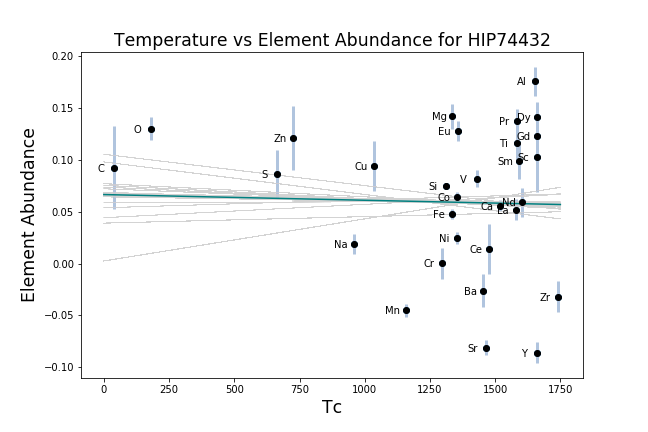 Temperature vs Element Abundance for HIP74432
Element Abundance
0.20
0.15
0.10
0.05
0.00
−0.05
−0.10
Al
Mg
Pr
Dy
O
Eu
Zn
Gd
Ti
Sm
Sc
C
Cu
S
V
Si
Co
Nd
Ca
La
Fe
Ni
Na
Ce
Cr
Ba
Zr
Mn
Sr
Y
0
250
500
750
1000
1250
1500
1750
Tc